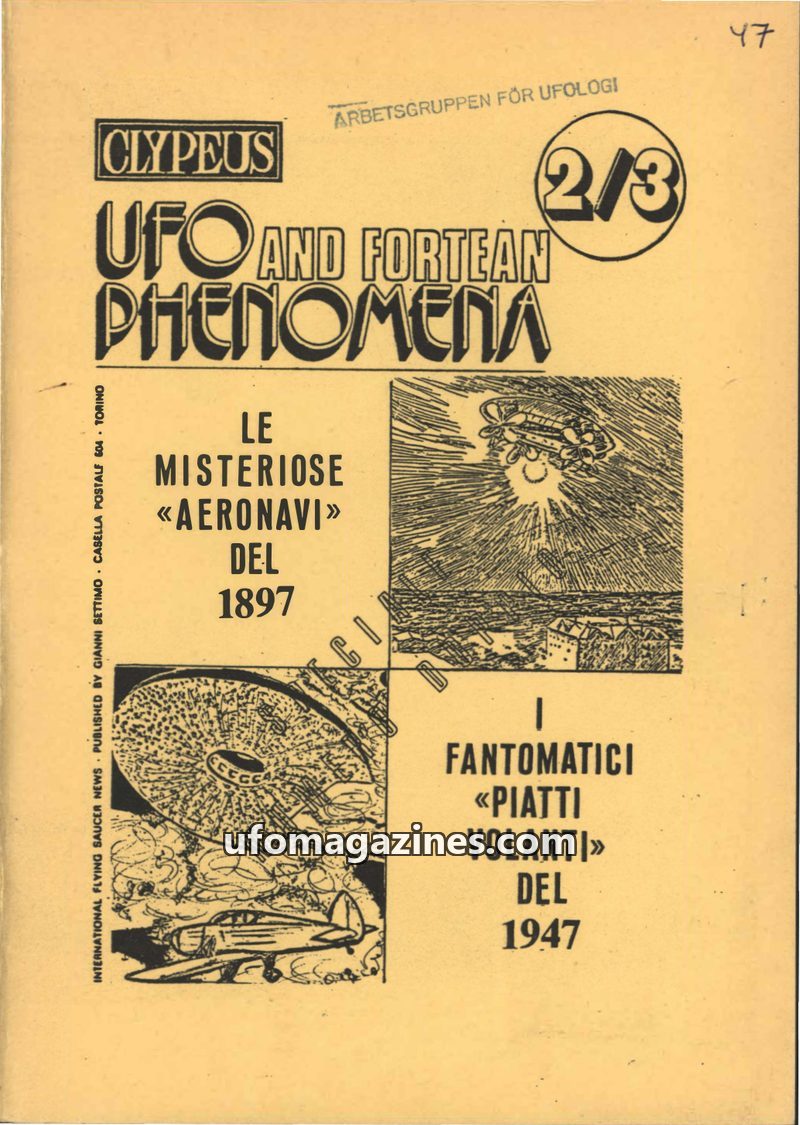 47
ARBETSGRUPPEN FÖR UFOLOGI
CLYPEUS
2/3
UFO AND FORTEAN
PHENOMENA
INTERNATIONAL FLYING SAUCER NEWS · PUBLISHED BY GIANNI SETTIMO · CASELLA POSTALE 604 · TORINO
LE
MISTERIOSE
«AERONAVI»
DEL
1897
I
FANTOMATICI
«PIATTI
VOLANTI»
DEL
1947
ufomagazines.com